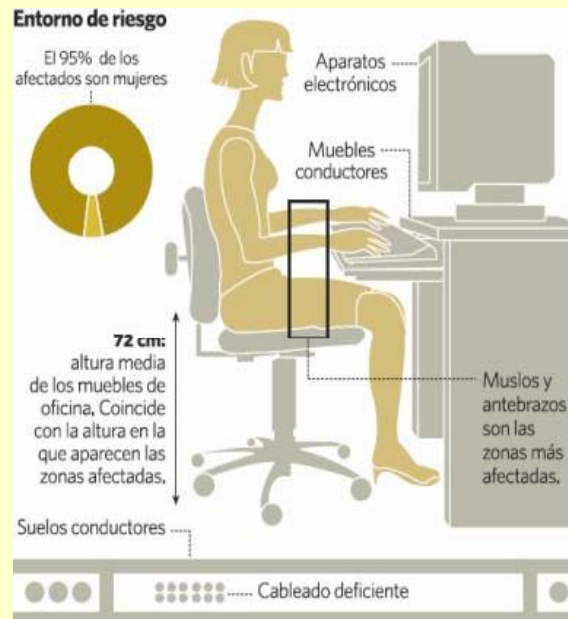 Entorno de riesgo
El 95% de los
afectados son mujeres
Aparatos
electrónicos
Muebles
conductores
72 cm:
altura media
de los muebles de
oficina. Coincide
con la altura en la
que aparecen las
zonas afectadas.
Muslos y
antebrazos
son las
zonas más
afectadas.
Suelos conductores
Cableado deficiente